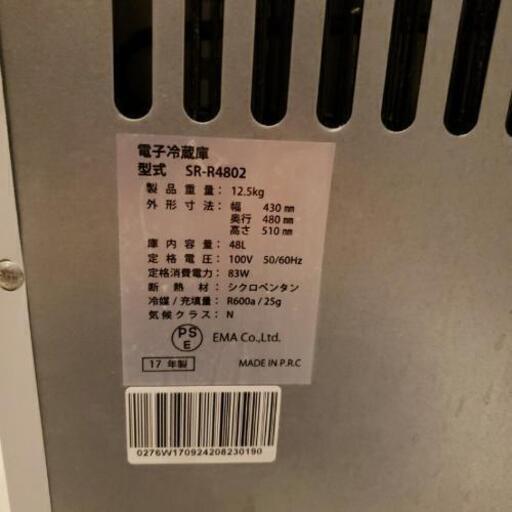 電子冷蔵庫
型式 SR-R4802
製品重量: 12.5kg
外形寸法: 幅 430 ㎜
奥行 480 ㎜
高さ 510 ㎜
庫内容量: 48L
定格電圧: 100V 50/60Hz
定格消費電力: 83W
断熱材: シクロペンタン
冷媒/充填量: R600a/25g
気候クラス: N
PS
E
EMA Co.,Ltd.
17 年製 MADE IN P.R.C
0276W170924208230190